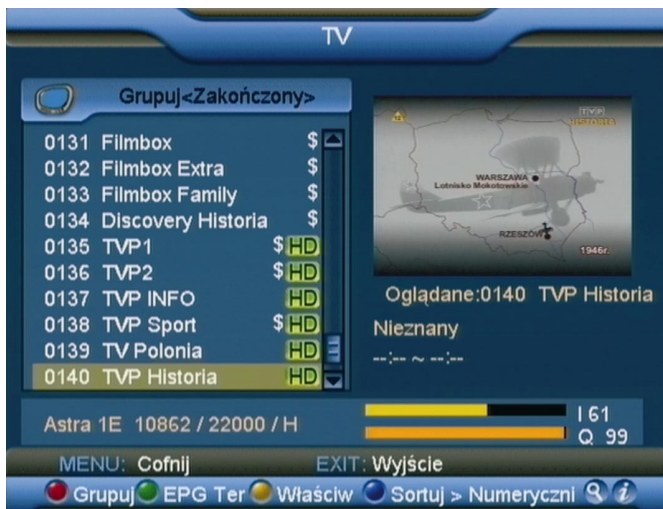 TV
Grupuj<Zakończony>
0131 Filmbox $
0132 Filmbox Extra $
0133 Filmbox Family $
0134 Discovery Historia $
0135 TVP1 $ HD
0136 TVP2 $ HD
0137 TVP INFO HD
0138 TVP Sport $ HD
0139 TV Polonia HD
0140 TVP Historia HD
TVP
HISTORIA
WARSZAWA
Lotnisko Mokotowskie
RZESZÓW
1946r.
Oglądane:0140 TVP Historia
Nieznany
--:-- ~ --:--
Astra 1E 10862 / 22000 / H
I 61
Q 99
MENU: Cofnij EXIT: Wyjście
Grupuj EPG Ter Właściw Sortuj > Numeryczni